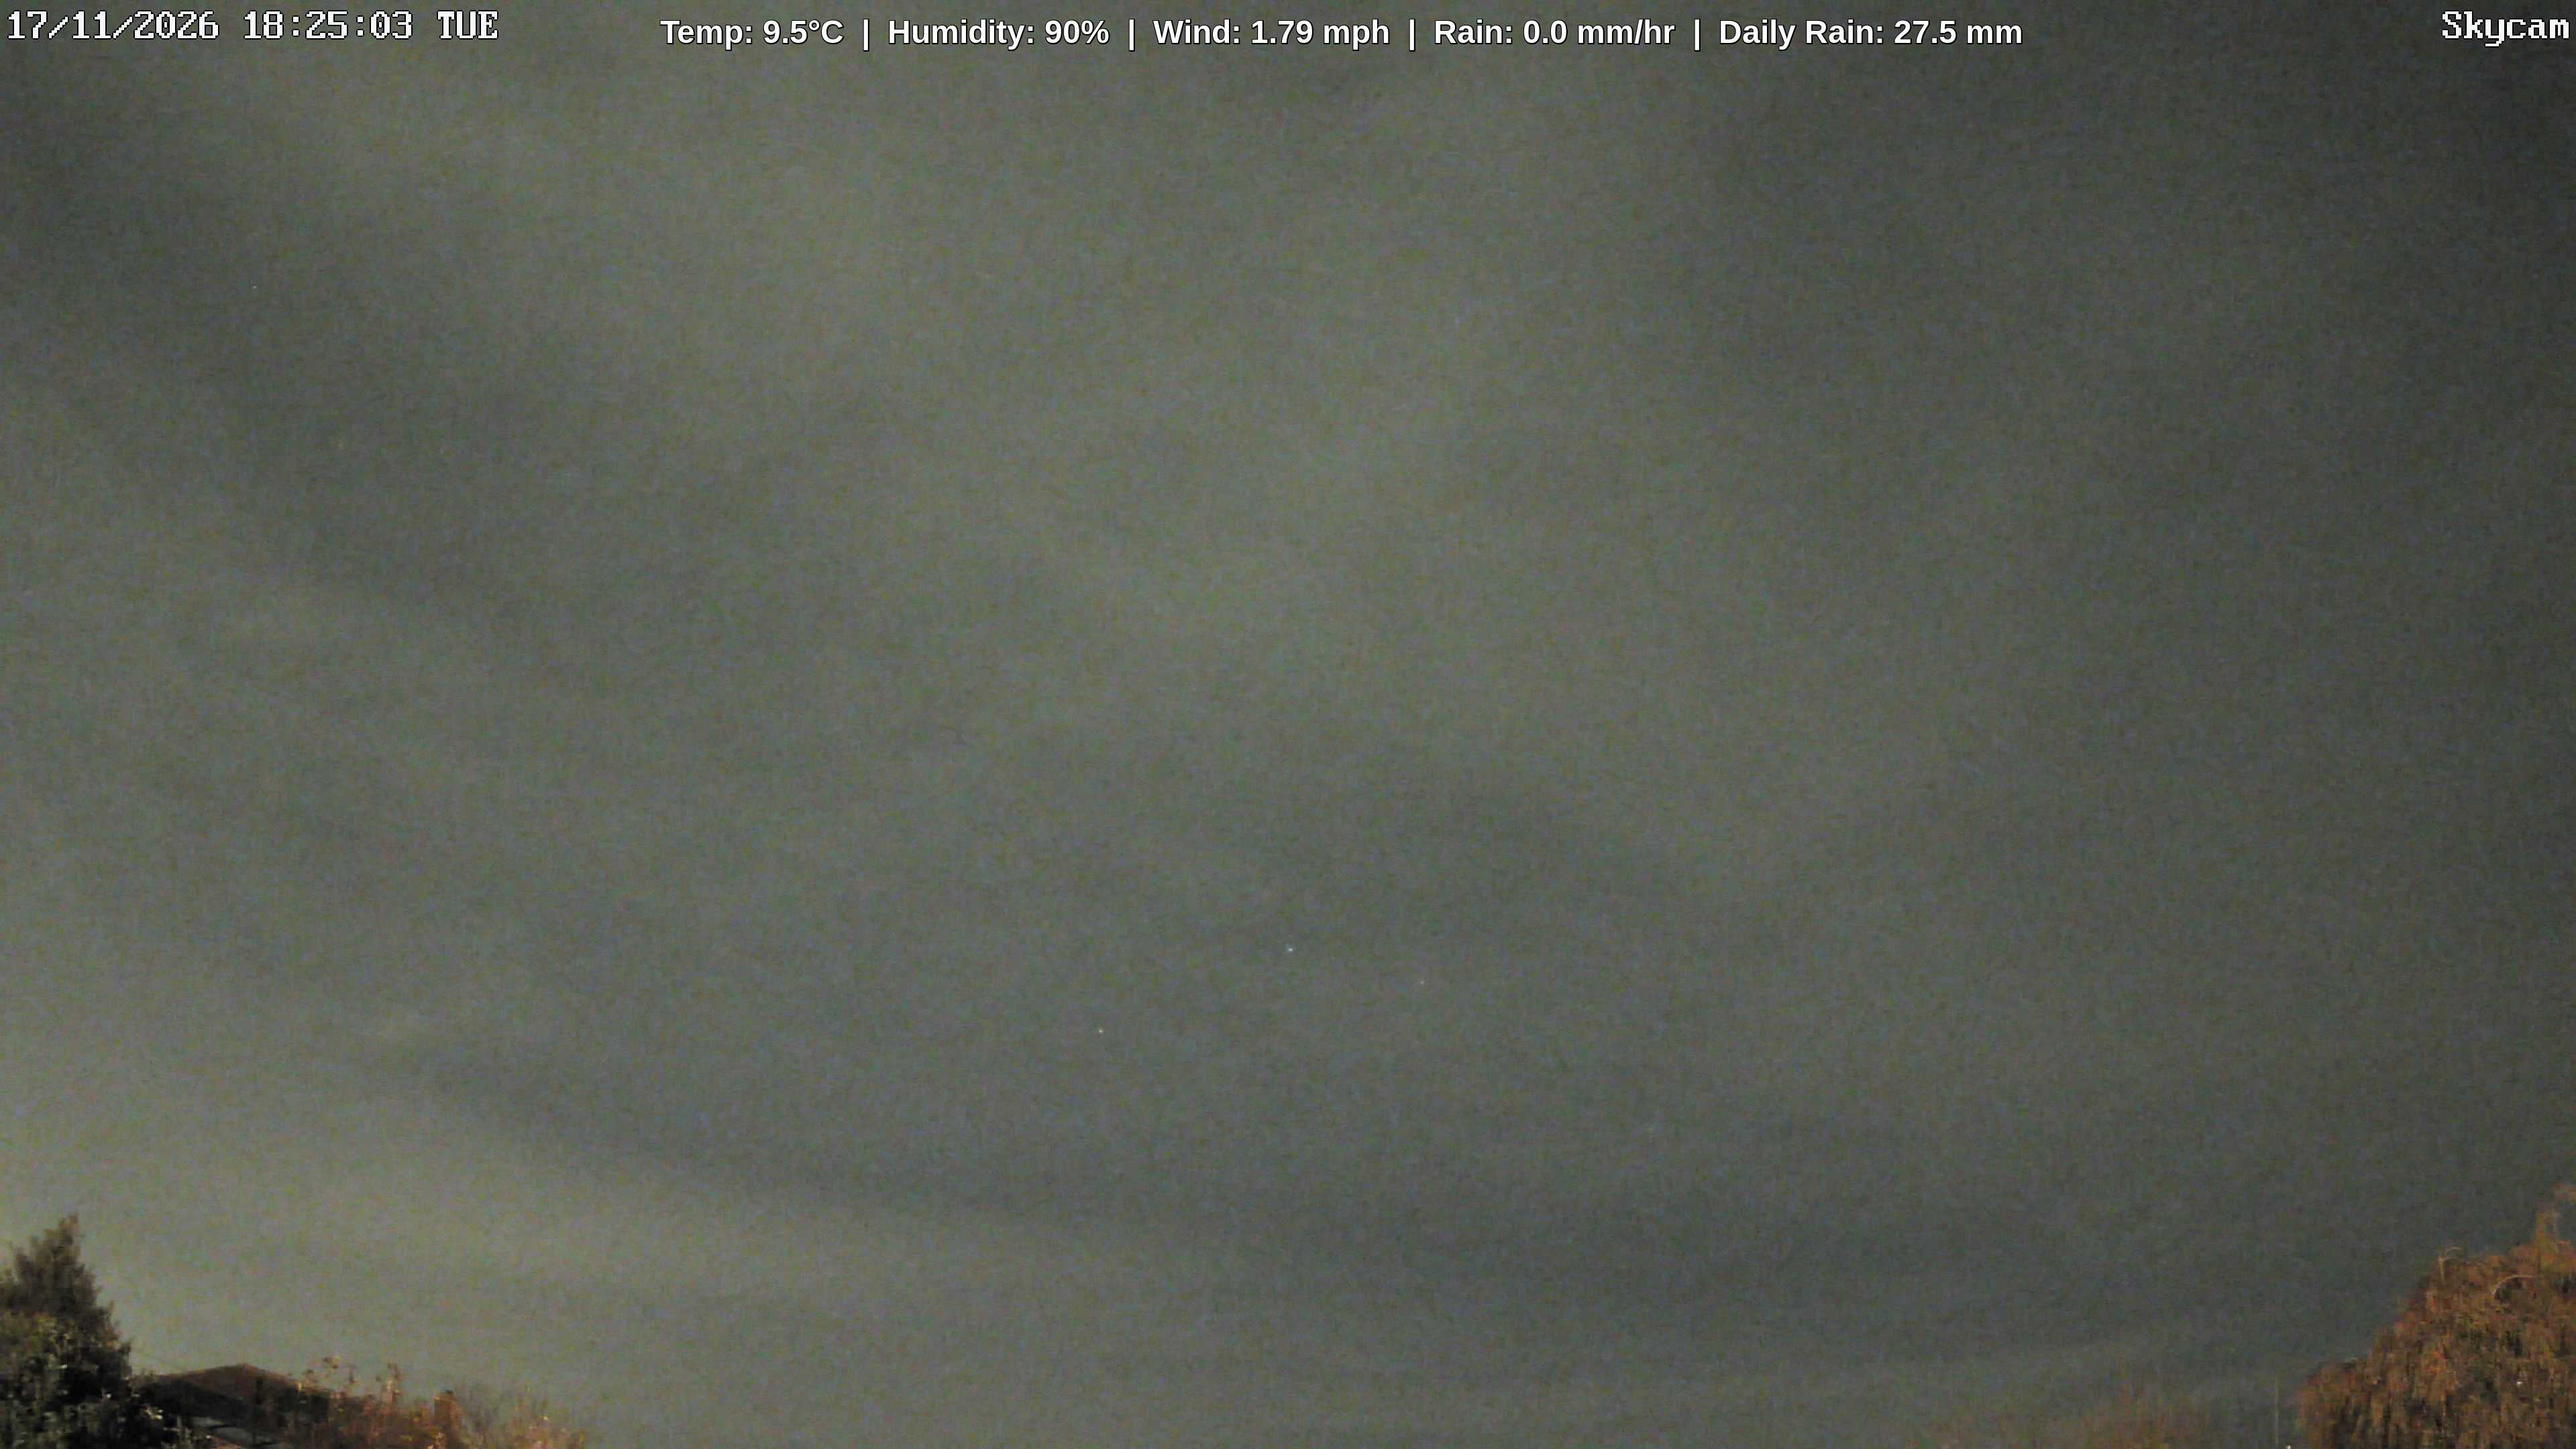 17/11/2026 18:25:03 TUE
Temp: 9.5°C | Humidity: 90% | Wind: 1.79 mph | Rain: 0.0 mm/hr | Daily Rain: 27.5 mm
Skycam